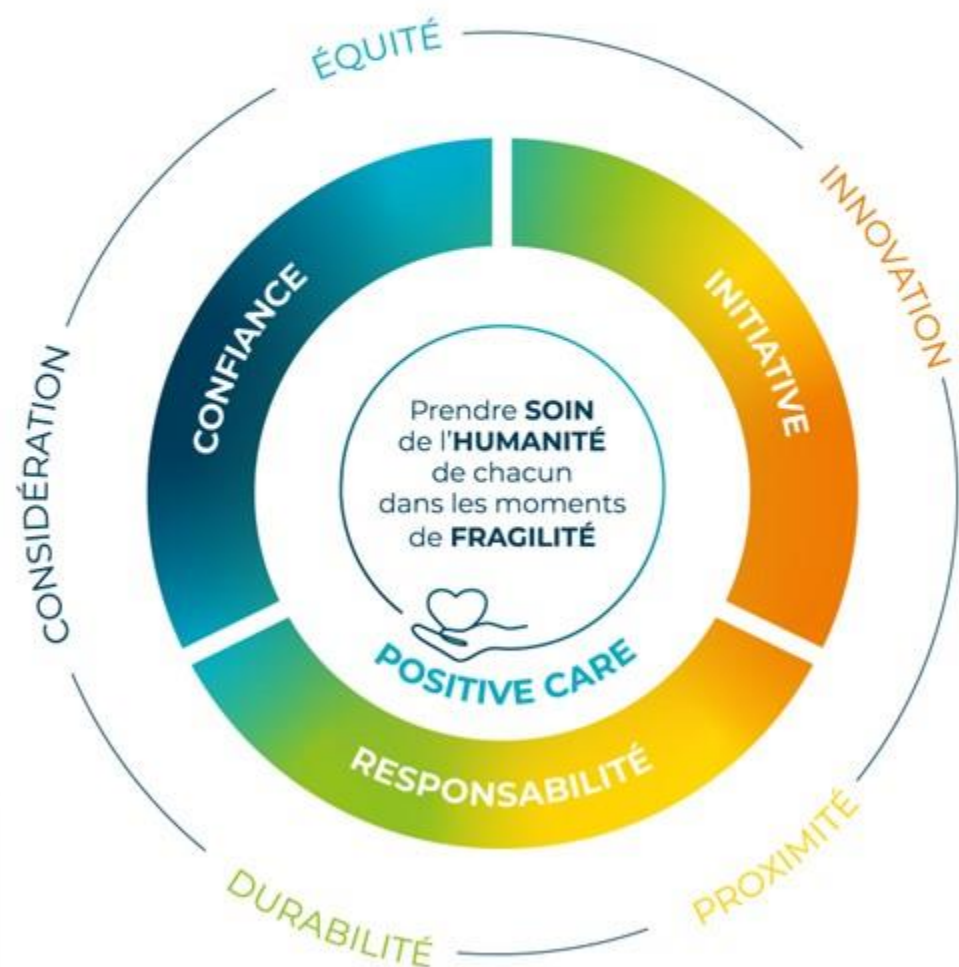 ÉQUITÉ
INNOVATION
CONFIANCE
INITIATIVE
CONSIDÉRATION
Prendre SOIN
de l'HUMANITÉ
de chacun
dans les moments
de FRAGILITÉ
POSITIVE CARE
RESPONSABILITÉ
PROXIMITÉ
DURABILITÉ